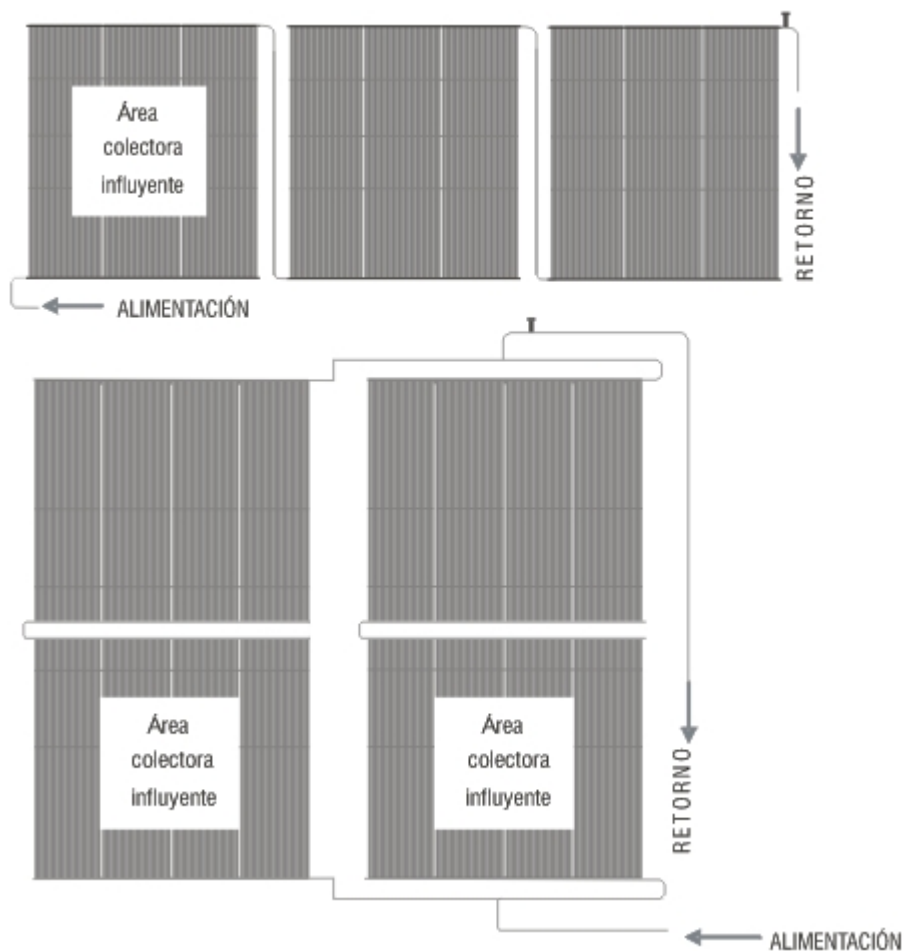 Área
colectora
influyente
RETORNO
ALIMENTACIÓN
Área
colectora
influyente
Área
colectora
influyente
RETORNO
ALIMENTACIÓN